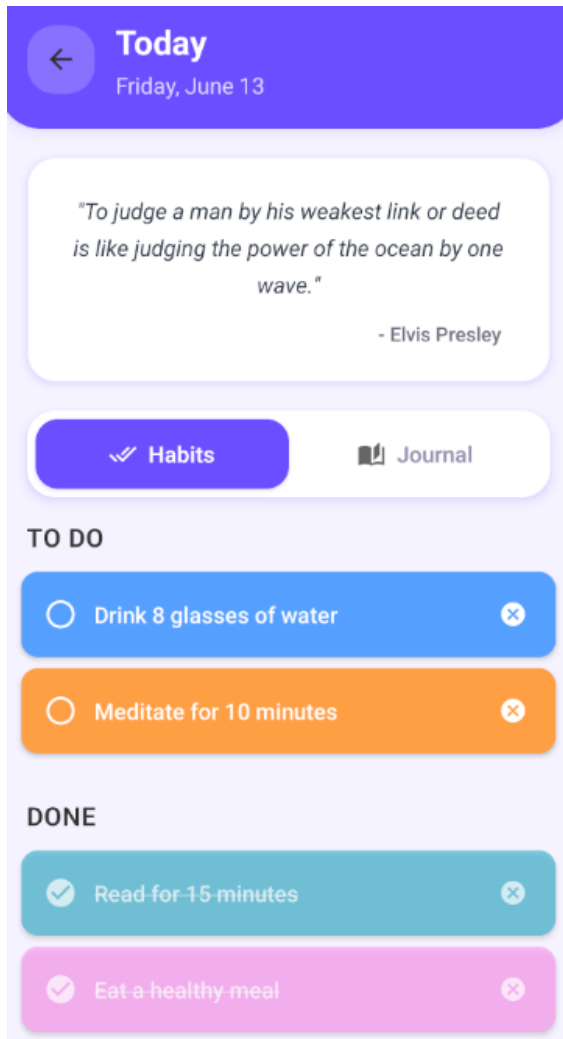 Today
Friday, June 13
"To judge a man by his weakest link or deed
is like judging the power of the ocean by one
wave."
- Elvis Presley
Habits
Journal
TO DO
Drink 8 glasses of water
Meditate for 10 minutes
DONE
Read for 15 minutes
Eat a healthy meal